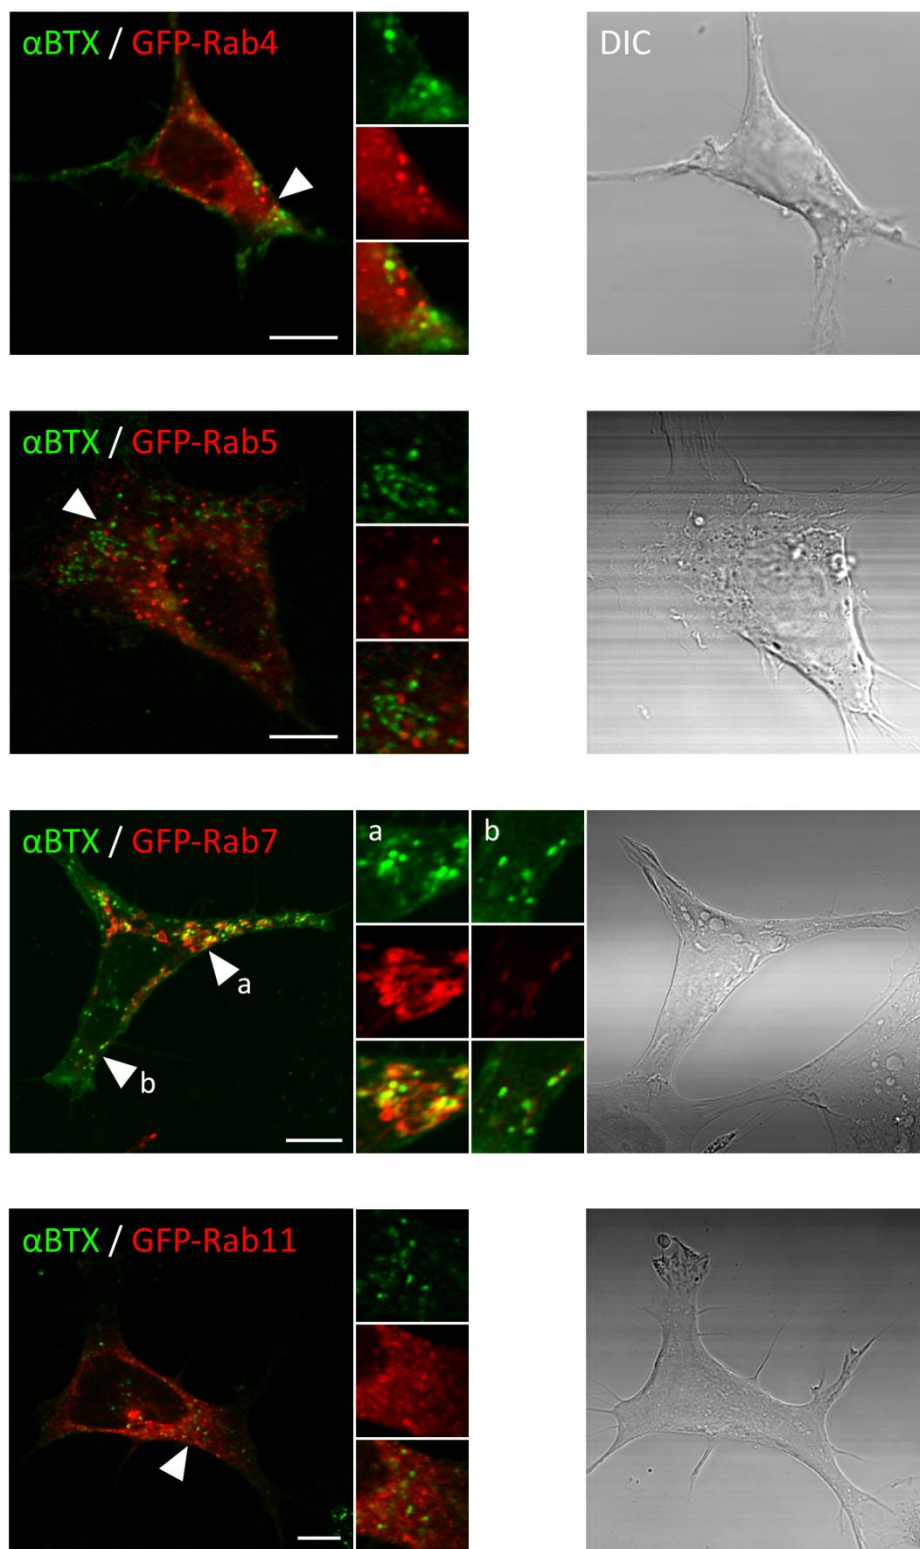 αBTX / GFP-Rab4
DIC
αBTX / GFP-Rab5
αBTX / GFP-Rab7
a
b
a
b
αBTX / GFP-Rab11